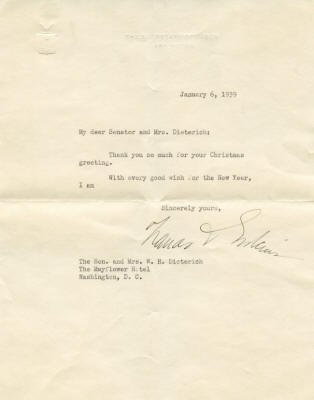 January 6, 1939
My dear Senator and Mrs. Dieterich:
Thank you so much for your Christmas
greeting.
With every good wish for the New Year,
I am
Sincerely yours,
The Hon. and Mrs. W. H. Dieterich
The Mayflower Hotel
Washington, D. C.